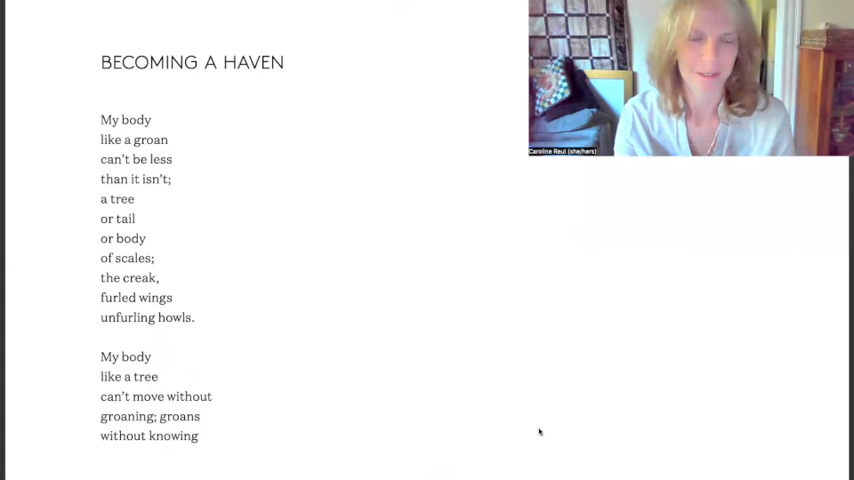 BECOMING A HAVEN
Caroline Reul (she/hers)
My body
like a groan
can't be less
than it isn't;
a tree
or tail
or body
of scales;
the creak,
furled wings
unfurling howls.
My body
like a tree
can't move without
groaning; groans
without knowing